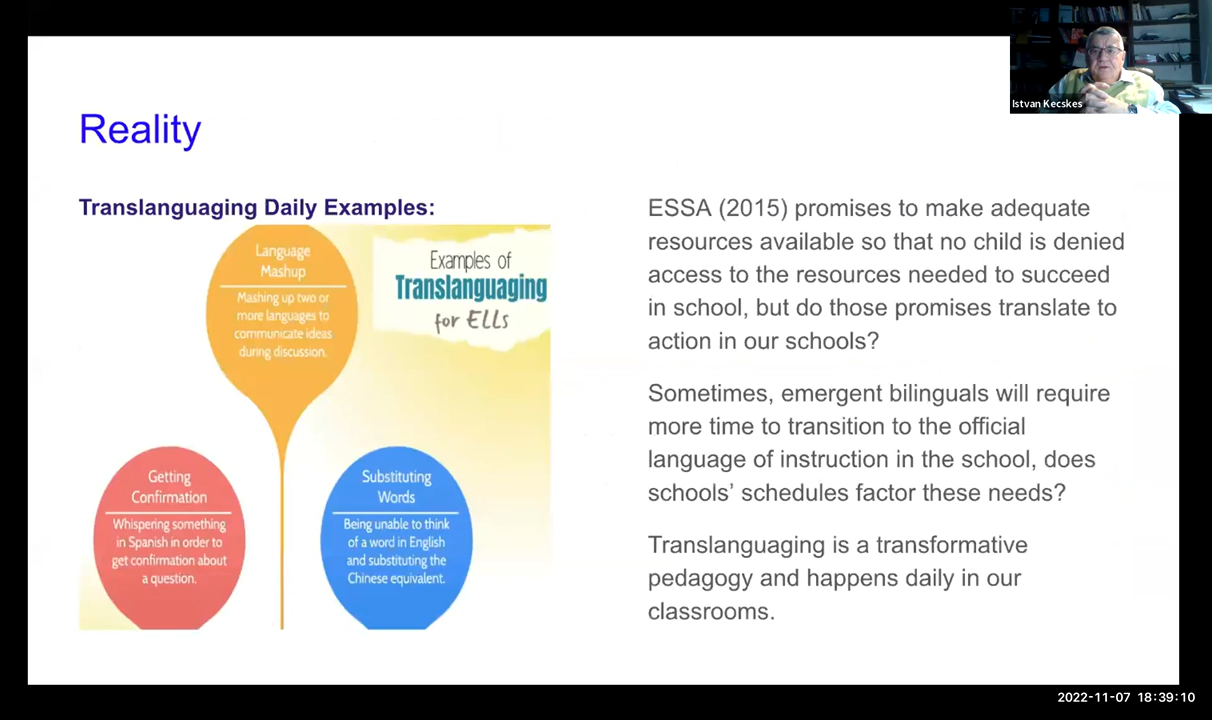 Istvan Kecskes
Reality
Translanguaging Daily Examples:
Language
Mashup
Mashing up two or
more languages to
communicate ideas
during discussion.
Examples of
Translanguaging
for ELLs
Getting
Confirmation
Whispering something
in Spanish in order to
get confirmation about
a question.
Substituting
Words
Being unable to think
of a word in English
and substituting the
Chinese equivalent.
ESSA (2015) promises to make adequate
resources available so that no child is denied
access to the resources needed to succeed
in school, but do those promises translate to
action in our schools?
Sometimes, emergent bilinguals will require
more time to transition to the official
language of instruction in the school, does
schools’ schedules factor these needs?
Translanguaging is a transformative
pedagogy and happens daily in our
classrooms.
2022-11-07 18:39:10